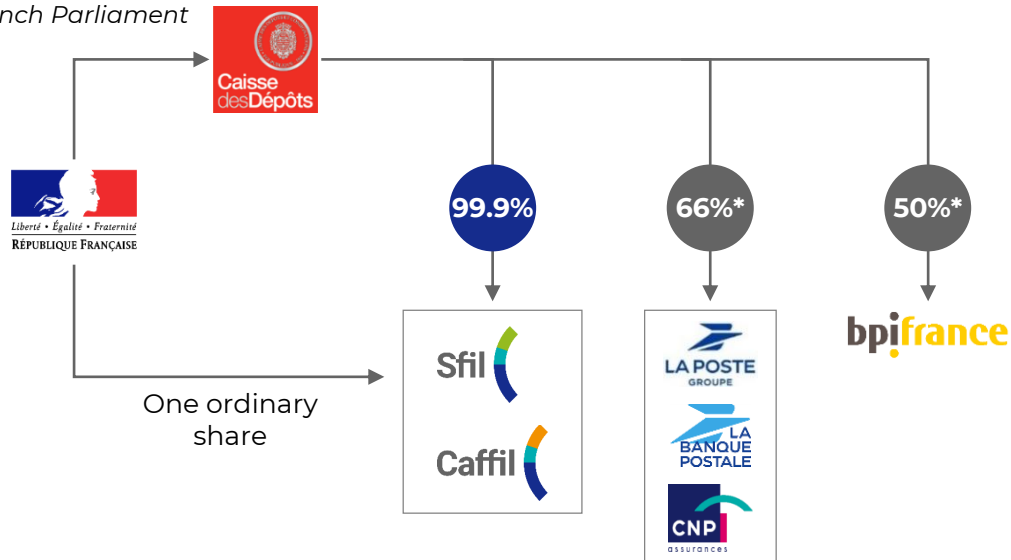 nch Parliament
Caisse
desDépôts
Liberté • Égalité • Fraternité
RÉPUBLIQUE FRANÇAISE
99.9%
66%*
50%*
One ordinary
share
Sfil
Caffil
LA POSTE
GROUPE
LA
BANQUE
POSTALE
CNP
assurances
bpifrance